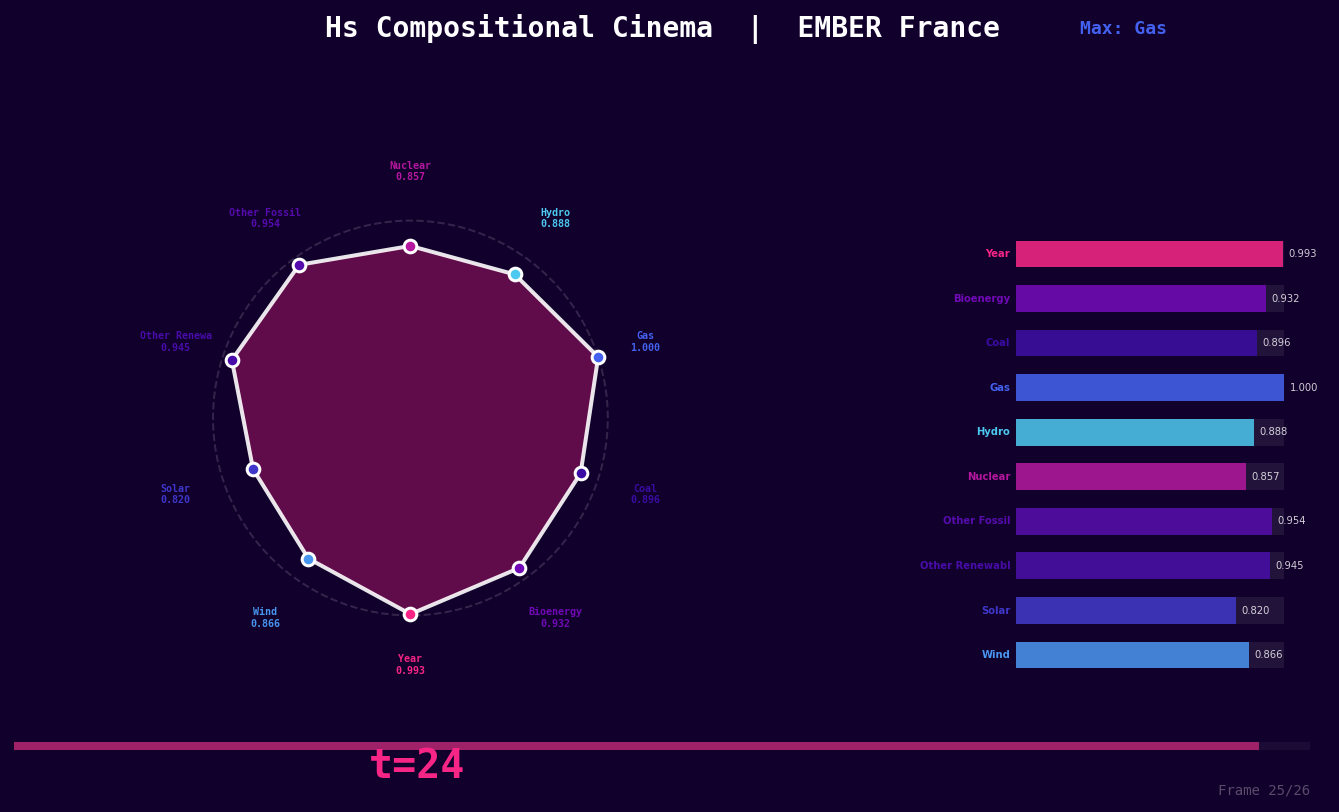 Hs Compositional Cinema | EMBER France
Max: Gas
Nuclear
0.857
Other Fossil
0.954
Hydro
0.888
Other Renewa
0.945
Gas
1.000
Solar
0.820
Coal
0.896
Wind
0.866
Bioenergy
0.932
Year
0.993
Year 0.993
Bioenergy 0.932
Coal 0.896
Gas 1.000
Hydro 0.888
Nuclear 0.857
Other Fossil 0.954
Other Renewabl 0.945
Solar 0.820
Wind 0.866
t=24
Frame 25/26